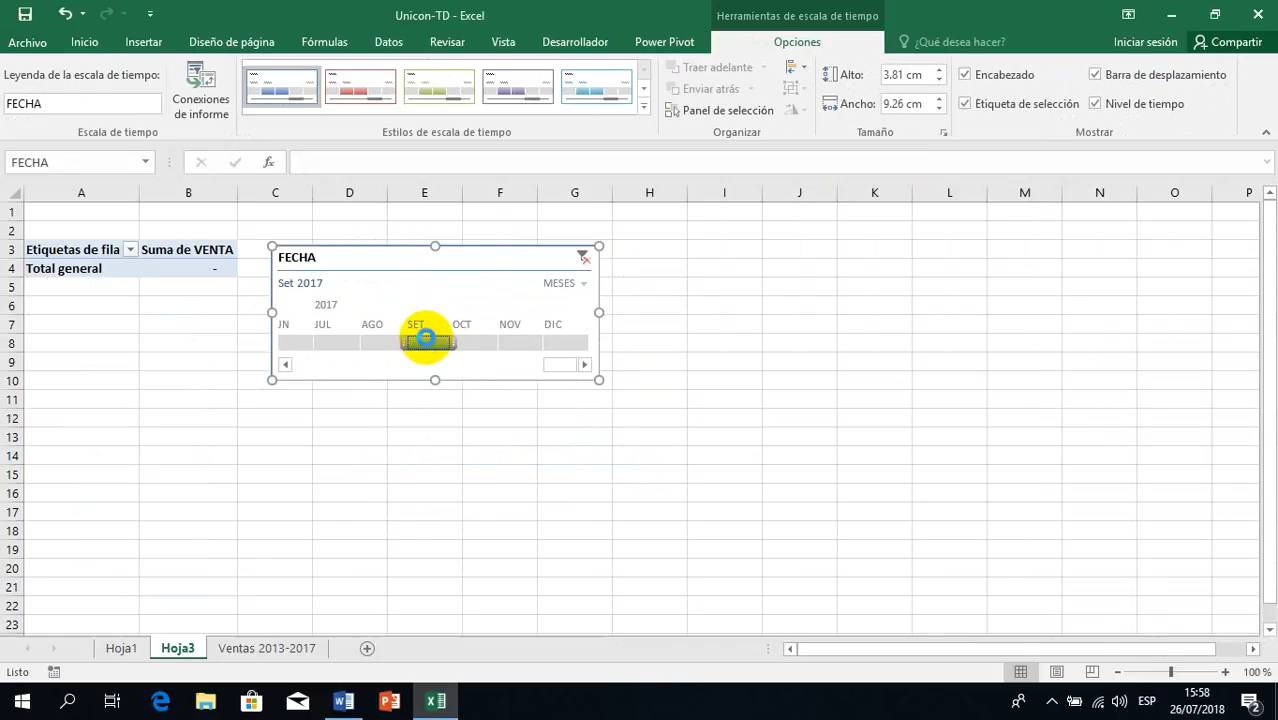 Unicon-TD - Excel
Herramientas de escala de tiempo
Archivo Inicio Insertar Diseño de página Fórmulas Datos Revisar Vista Desarrollador Power Pivot Opciones ¿Qué desea hacer? Iniciar sesión Compartir
Leyenda de la escala de tiempo:
FECHA
Conexiones de informe
Traer adelante
Enviar atrás
Panel de selección
Alto: 3.81 cm
Ancho: 9.26 cm
Encabezado
Barra de desplazamiento
Etiqueta de selección
Nivel de tiempo
Escala de tiempo Estilos de escala de tiempo Organizar Tamaño Mostrar
FECHA fx
A B C D E F G H I J K L M N O P
1
2
3 Etiquetas de fila Suma de VENTA
4 Total general -
FECHA
Set 2017 MESES
2017
JN JUL AGO SET OCT NOV DIC
5
6
7
8
9
10
11
12
13
14
15
16
17
18
19
20
21
22
23
Hoja1 Hoja3 Ventas 2013-2017
Listo 100 %
ESP 15:58
26/07/2018
2